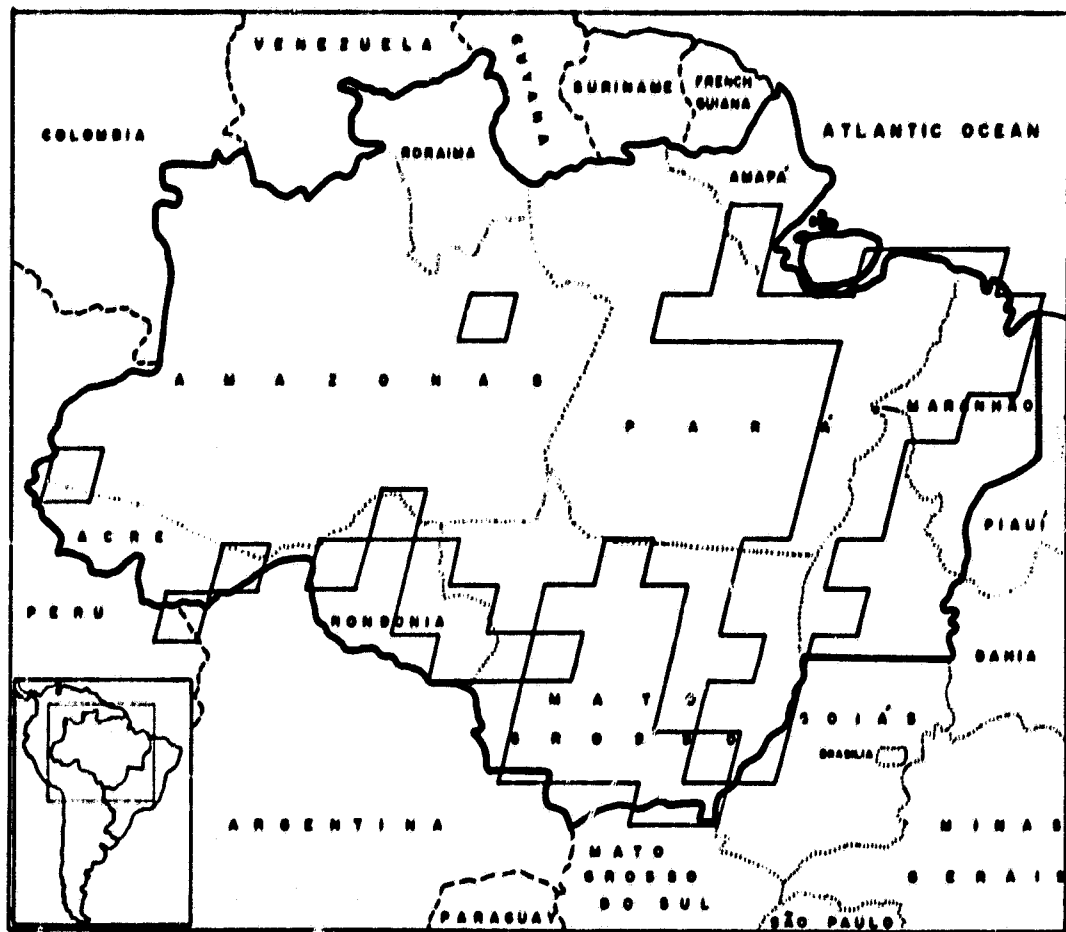 VENEZUELA
GUYANA
SURINAME
FRENCH
GUIANA
COLOMBIA
RORAIMA
ATLANTIC OCEAN
AMAPÁ
AMAZONAS
MARANHÃO
PARÁ
PIAUÍ
ACRE
PERU
RONDONIA
BAHIA
MATO
GROSSO
GOIÁS
BRASILIA
ARGENTINA
MINAS
GERAIS
MATO
GROSSO
DO SUL
PARAGUAY
SÃO PAULO